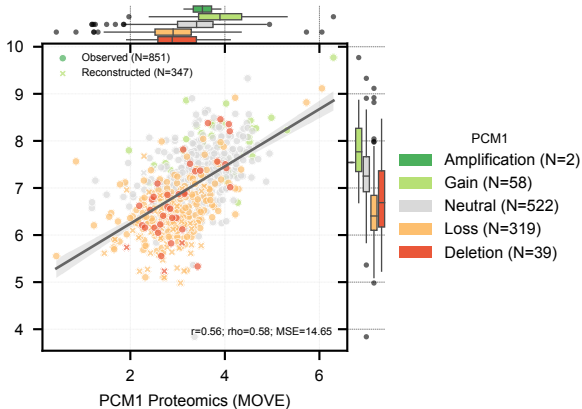 10
9
8
7
6
5
4
Observed (N=851)
Reconstructed (N=347)
r=0.56; rho=0.58; MSE=14.65
2
4
6
PCM1 Proteomics (MOVE)
PCM1
Amplification (N=2)
Gain (N=58)
Neutral (N=522)
Loss (N=319)
Deletion (N=39)